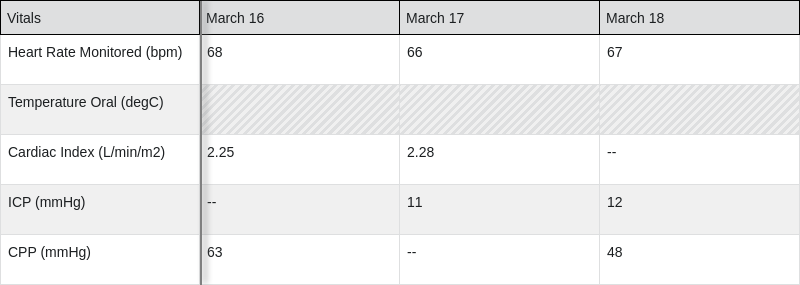 Vitals March 16 March 17 March 18
Heart Rate Monitored (bpm) 68 66 67
Temperature Oral (degC)
Cardiac Index (L/min/m2) 2.25 2.28 --
ICP (mmHg) -- 11 12
CPP (mmHg) 63 -- 48